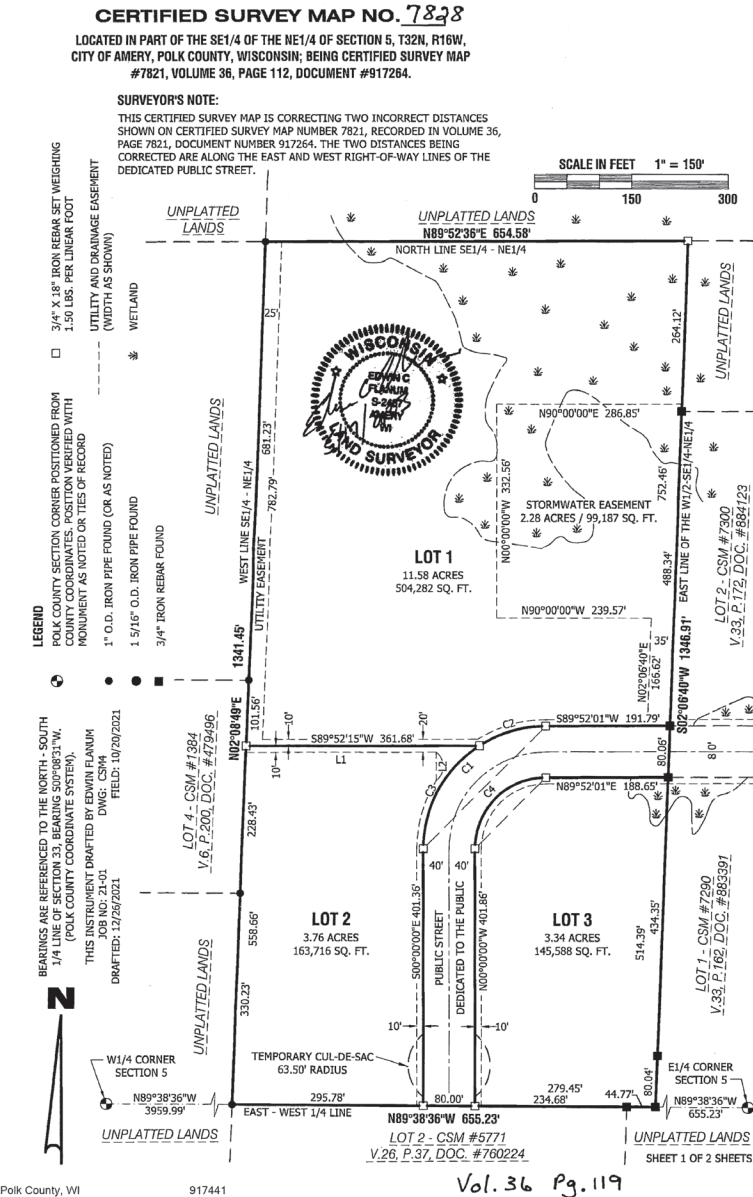 CERTIFIED SURVEY MAP NO. 7828
LOCATED IN PART OF THE SE1/4 OF THE NE1/4 OF SECTION 5, T32N, R16W,
CITY OF AMERY, POLK COUNTY, WISCONSIN; BEING CERTIFIED SURVEY MAP
#7821, VOLUME 36, PAGE 112, DOCUMENT #917264.
SURVEYOR'S NOTE:
THIS CERTIFIED SURVEY MAP IS CORRECTING TWO INCORRECT DISTANCES
SHOWN ON CERTIFIED SURVEY MAP NUMBER 7821, RECORDED IN VOLUME 36,
PAGE 7821, DOCUMENT NUMBER 917264. THE TWO DISTANCES BEING
CORRECTED ARE ALONG THE EAST AND WEST RIGHT-OF-WAY LINES OF THE
DEDICATED PUBLIC STREET.
SCALE IN FEET 1" = 150'
0 150 300
LEGEND
POLK COUNTY SECTION CORNER POSITIONED FROM
COUNTY COORDINATES, POSITION VERIFIED WITH
MONUMENT AS NOTED OR TIES OF RECORD
1" O.D. IRON PIPE FOUND (OR AS NOTED)
1 5/16" O.D. IRON PIPE FOUND
3/4" IRON REBAR FOUND
3/4" X 18" IRON REBAR SET WEIGHING
1.50 LBS. PER LINEAR FOOT
UTILITY AND DRAINAGE EASEMENT
(WIDTH AS SHOWN)
WETLAND
BEARINGS ARE REFERENCED TO THE NORTH - SOUTH
1/4 LINE OF SECTION 33, BEARING S00°08'31"W.
(POLK COUNTY COORDINATE SYSTEM).
THIS INSTRUMENT DRAFTED BY EDWIN FLANUM
JOB NO: 21-01 DWG: CSM4
DRAFTED: 12/26/2021 FIELD: 10/20/2021
N
UNPLATTED
LANDS
UNPLATTED LANDS
N89°52'36"E 654.58'
NORTH LINE SE1/4 - NE1/4
UNPLATTED LANDS
264.12'
25'
WISCONSIN
EDWIN C
FLANUM
S-2487
AMERY
WI
LAND SURVEYOR
UNPLATTED LANDS
WEST LINE SE1/4 - NE1/4
681.23'
782.79'
UTILTIY EASEMENT
N90°00'00"E 286.85'
N00°00'00"W 332.56'
STORMWATER EASEMENT
2.28 ACRES / 99,187 SQ. FT.
752.46'
EAST LINE OF THE W1/2-SE1/4-NE1/4
488.34'
LOT 2 - CSM #7300
V.33, P.172, DOC. #884123
LOT 1
11.58 ACRES
504,282 SQ. FT.
N90°00'00"W 239.57'
N02°06'40"E
166.62'
35'
S02°06'40"W 1346.91'
N02°08'49"E 1341.45'
101.56'
10'
20'
S89°52'15"W 361.68'
10'
L1
L2
C2
S89°52'01"W 191.79'
C1
C3
C4
80.06'
80'
N89°52'01"E 188.65'
LOT 4 - CSM #1384
V.6, P.200, DOC. #479496
228.43'
558.66'
330.23'
UNPLATTED LANDS
40' 40'
S00°00'00"E 401.36'
PUBLIC STREET
DEDICATED TO THE PUBLIC
N00°00'00"W 401.86'
LOT 2
3.76 ACRES
163,716 SQ. FT.
LOT 3
3.34 ACRES
145,588 SQ. FT.
434.35'
514.39'
80.04'
LOT 1 - CSM #7290
V.33, P.162, DOC. #883391
10' 10'
TEMPORARY CUL-DE-SAC
63.50' RADIUS
W1/4 CORNER
SECTION 5
N89°38'36"W
3959.99'
UNPLATTED LANDS
295.78' 80.00' 279.45'
234.68' 44.77'
EAST - WEST 1/4 LINE
N89°38'36"W 655.23'
E1/4 CORNER
SECTION 5
N89°38'36"W
655.23'
LOT 2 - CSM #5771
V.26, P.37, DOC. #760224
UNPLATTED LANDS
SHEET 1 OF 2 SHEETS
Polk County, WI 917441 Vol. 36 Pg. 119